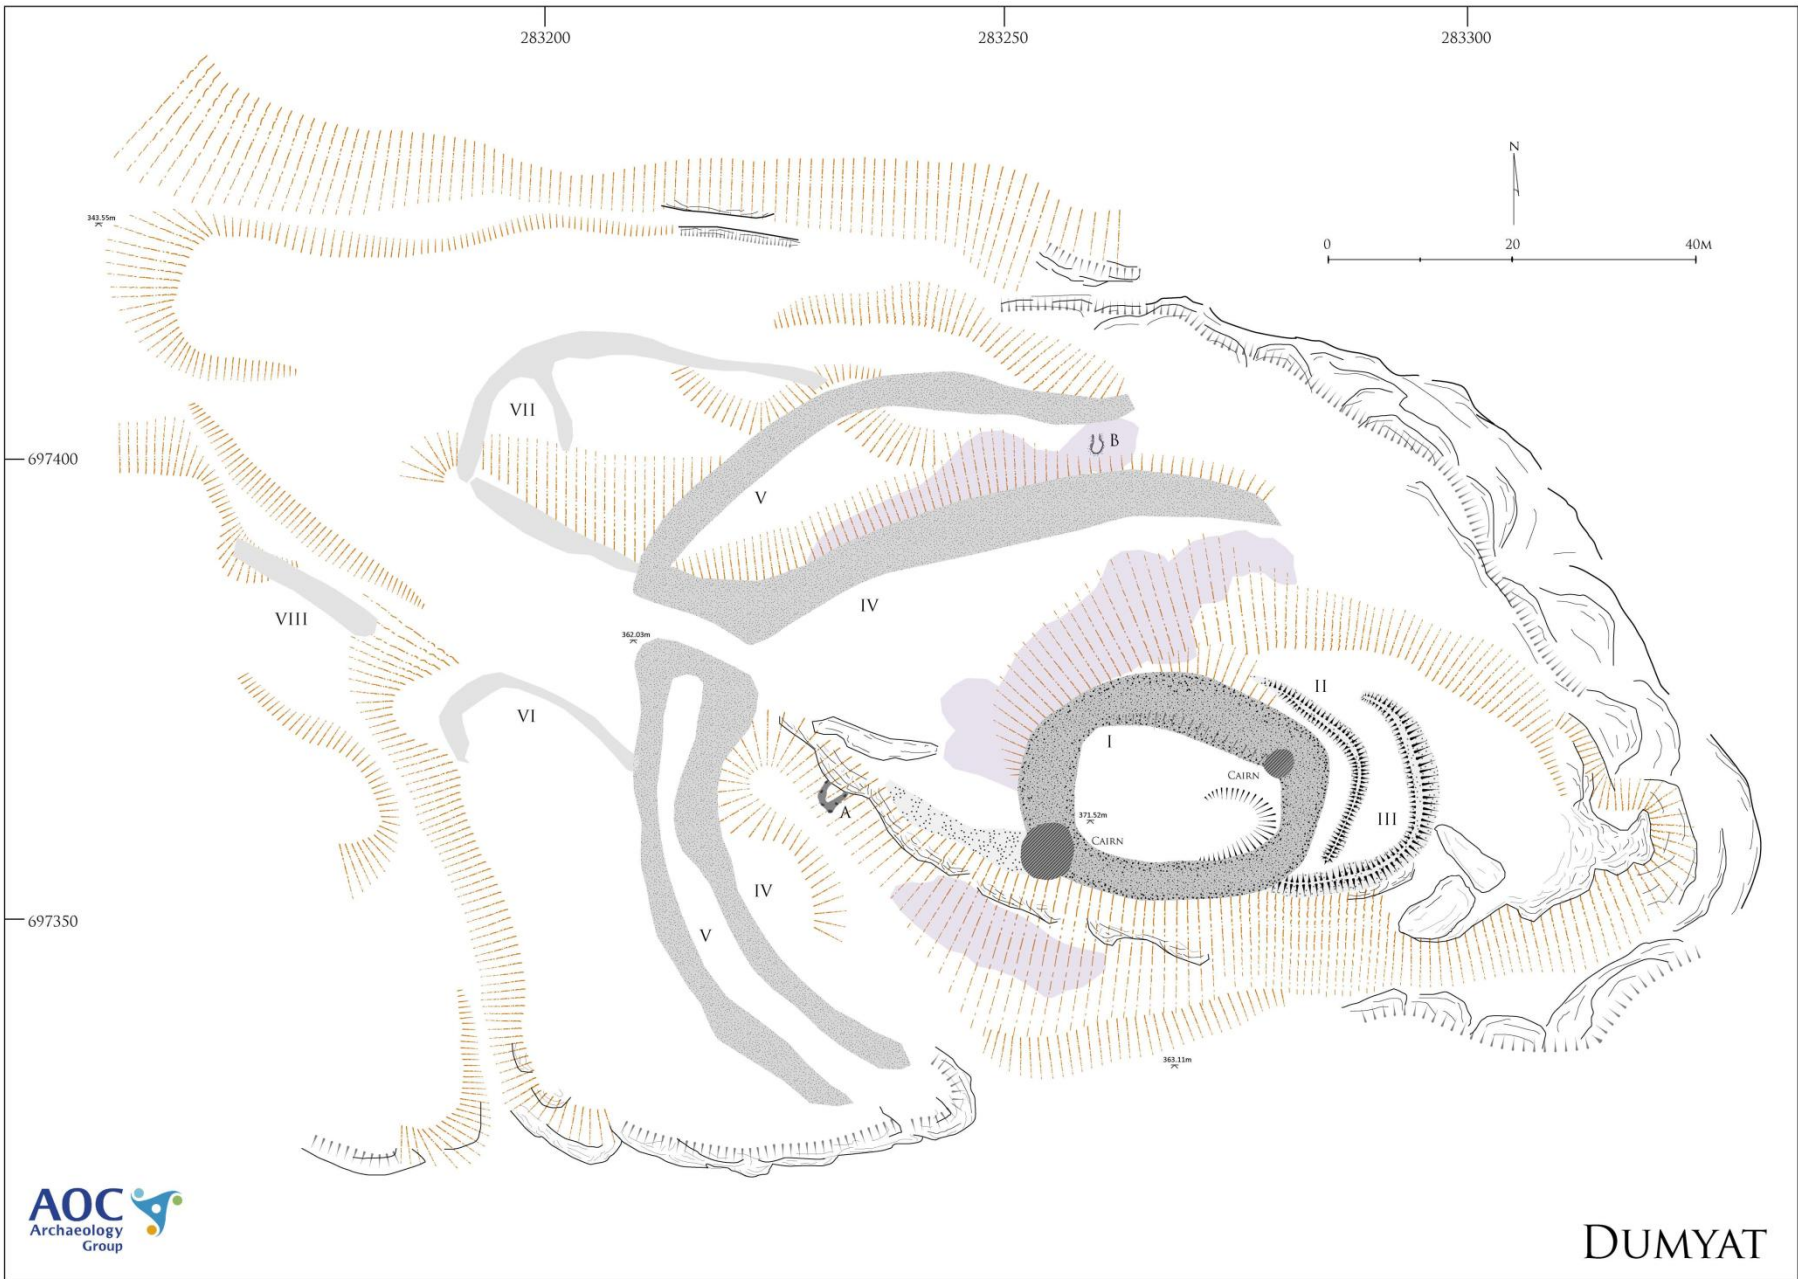 283200
283250
283300
N
343.55m
0 20 40M
VII
B
697400
V
IV
VIII
362.03m
II
VI
I
CAIRN
A
371.52m
III
CAIRN
IV
697350
V
363.11m
AOC
Archaeology
Group
DUMYAT